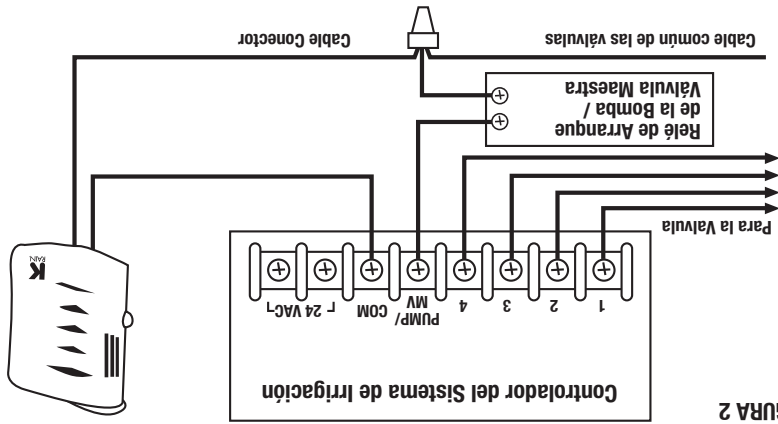 IGURA 2
Controlador del Sistema de Irrigación
1 2 3 4 PUMP/ MV COM 24 VAC
K
RAIN
Para la Valvula
Relé de Arranque
de la Bomba /
Válvula Maestra
Cable común de las válvulas
Cable Conector